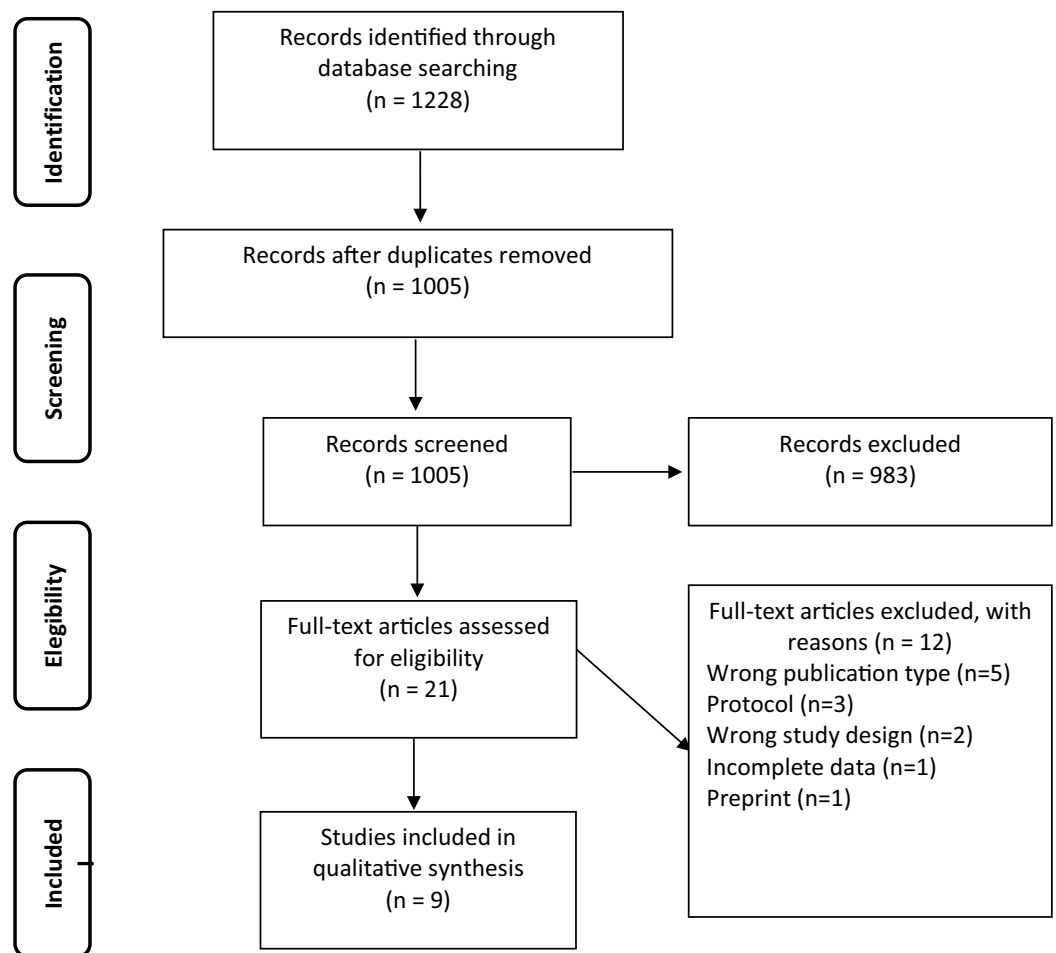 Identification
Records identified through
database searching
(n = 1228)
Records after duplicates removed
(n = 1005)
Screening
Records screened
(n = 1005)
Records excluded
(n = 983)
Elegibility
Full-text articles assessed
for eligibility
(n = 21)
Full-text articles excluded, with
reasons (n = 12)
Wrong publication type (n=5)
Protocol (n=3)
Wrong study design (n=2)
Incomplete data (n=1)
Preprint (n=1)
Included
Studies included in
qualitative synthesis
(n = 9)